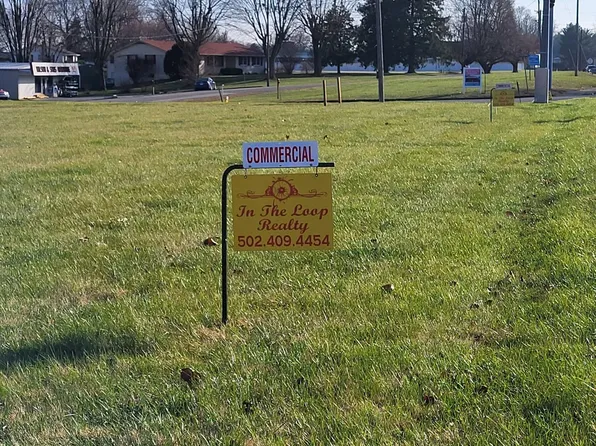 COMMERCIAL
In The Loop
Realty
502.409.4454